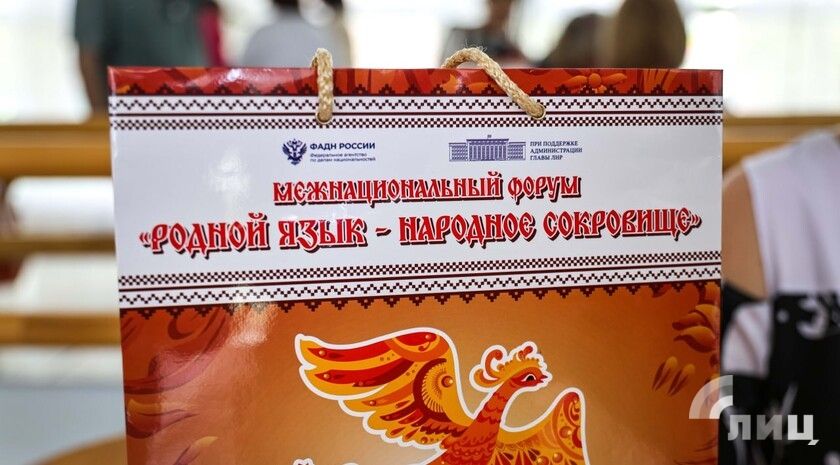 ФАДН РОССИИ
Федеральное агентство
по делам национальностей
ПРИ ПОДДЕРЖКЕ
АДМИНИСТРАЦИИ
ГЛАВЫ ЛНР
МЕЖНАЦИОНАЛЬНЫЙ ФОРУМ
«РОДНОЙ ЯЗЫК - НАРОДНОЕ СОКРОВИЩЕ»
ЛИЦ